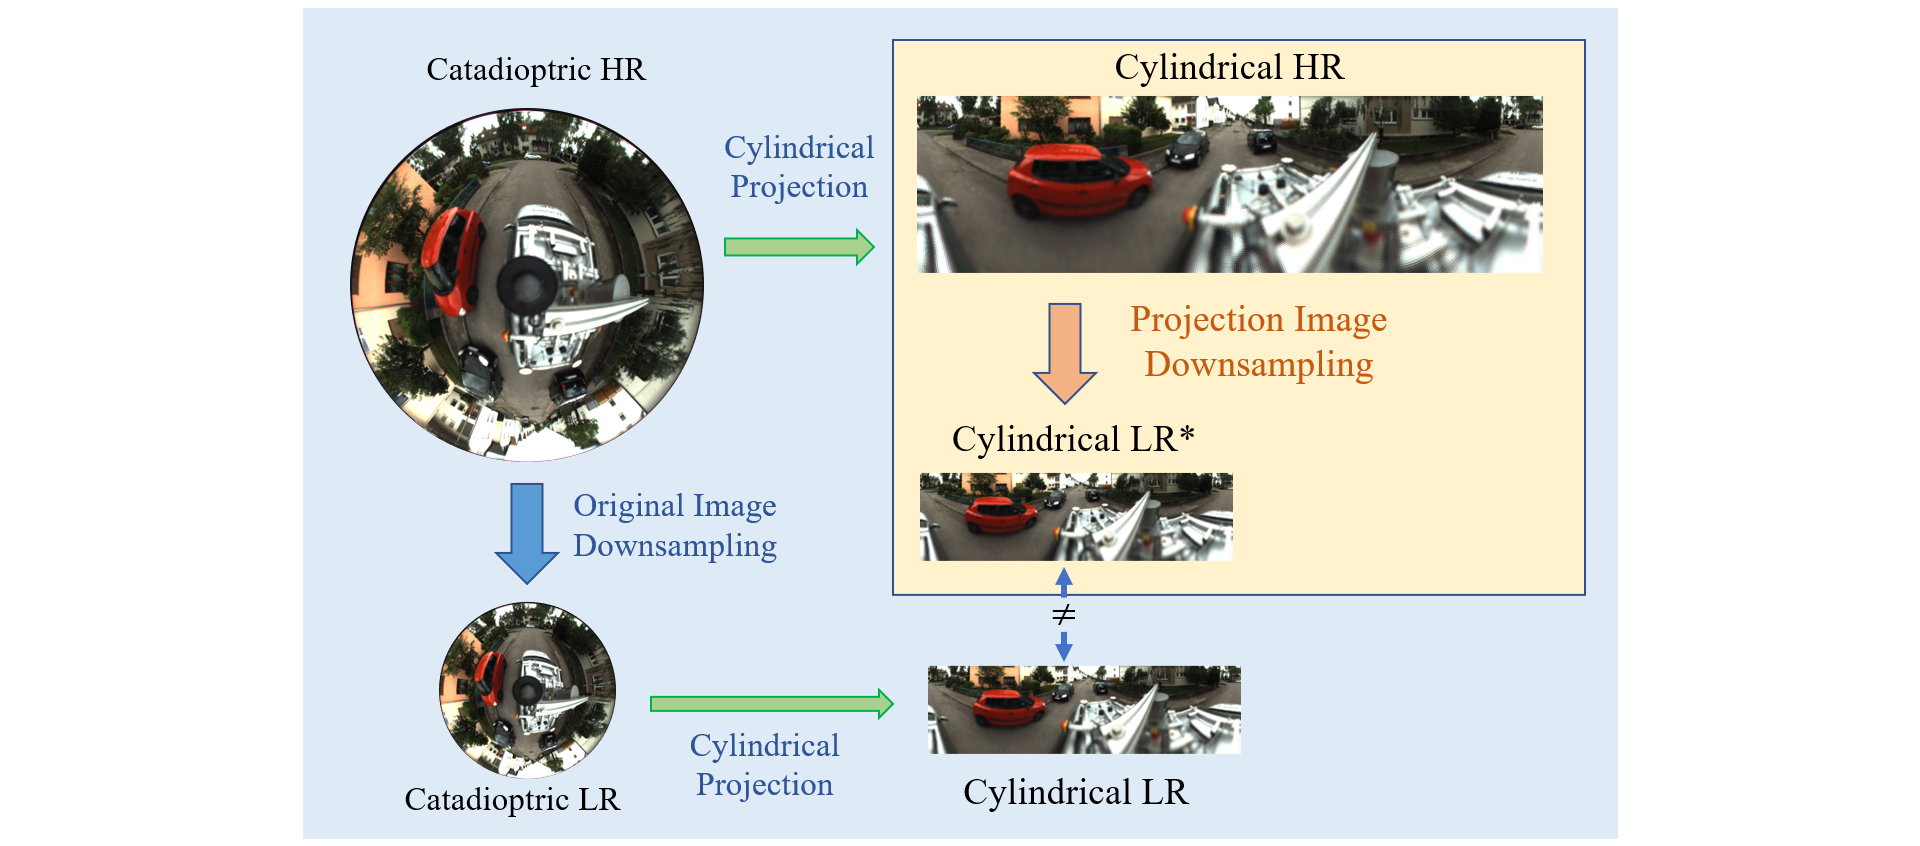 Catadioptric HR
Cylindrical
Projection
Cylindrical HR
Projection Image
Downsampling
Cylindrical LR*
Original Image
Downsampling
≠
Cylindrical
Projection
Catadioptric LR
Cylindrical LR